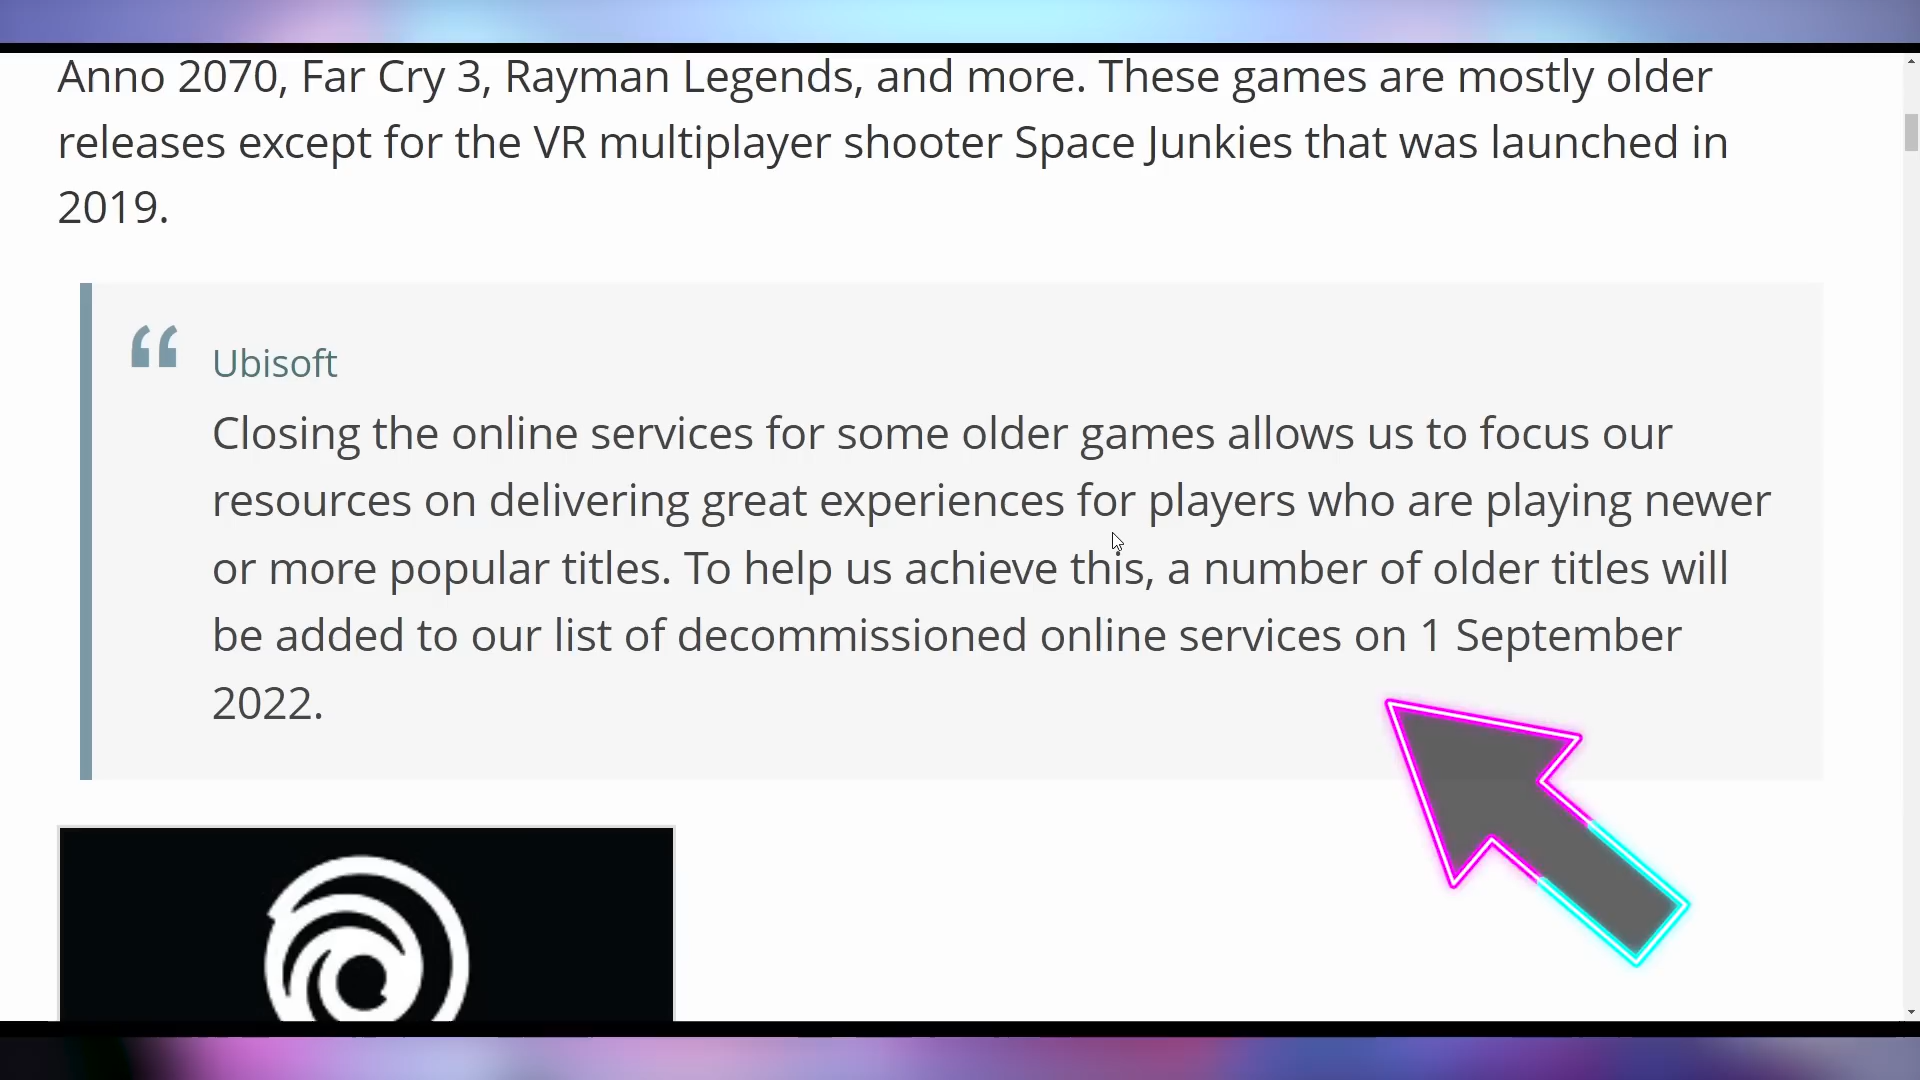 Anno 2070, Far Cry 3, Rayman Legends, and more. These games are mostly older
releases except for the VR multiplayer shooter Space Junkies that was launched in
2019.
“
Ubisoft
Closing the online services for some older games allows us to focus our
resources on delivering great experiences for players who are playing newer
or more popular titles. To help us achieve this, a number of older titles will
be added to our list of decommissioned online services on 1 September
2022.